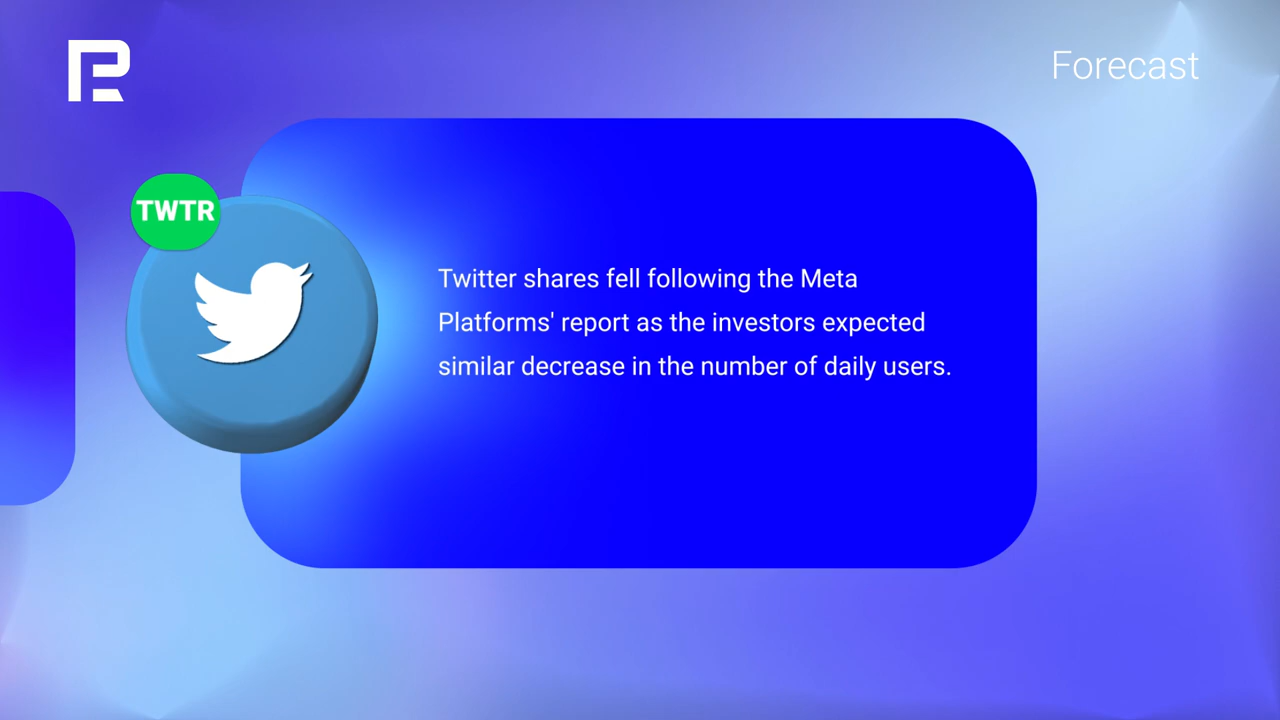 Forecast
TWTR
Twitter shares fell following the Meta
Platforms' report as the investors expected
similar decrease in the number of daily users.